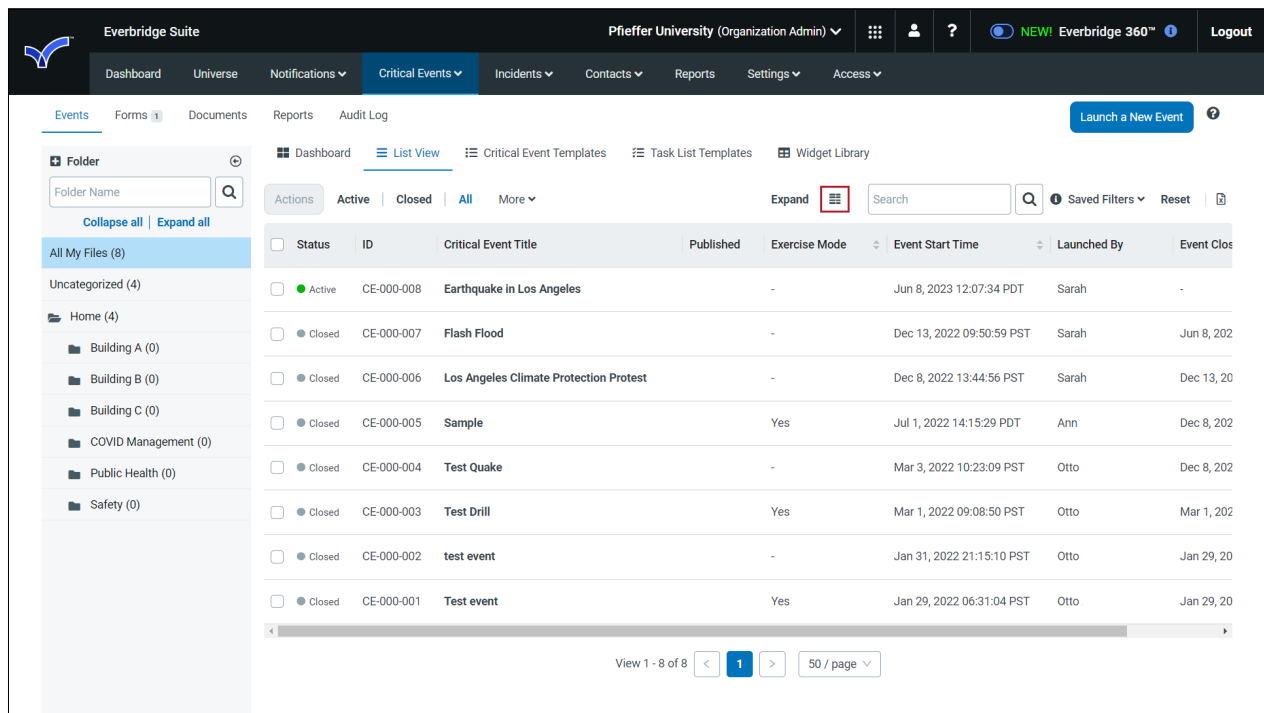 Everbridge Suite
Pfieffer University (Organization Admin)
?
NEW! Everbridge 360™
Logout
Dashboard
Universe
Notifications
Critical Events
Incidents
Contacts
Reports
Settings
Access
Events
Forms 1
Documents
Reports
Audit Log
Launch a New Event
?
Folder
Dashboard
List View
Critical Event Templates
Task List Templates
Widget Library
Folder Name
Collapse all | Expand all
Actions
Active
Closed
All
More
Expand
Search
Saved Filters
Reset
All My Files (8)
Uncategorized (4)
Home (4)
Building A (0)
Building B (0)
Building C (0)
COVID Management (0)
Public Health (0)
Safety (0)
Status ID Critical Event Title Published Exercise Mode Event Start Time Launched By Event Clos
Active CE-000-008 Earthquake in Los Angeles - Jun 8, 2023 12:07:34 PDT Sarah -
Closed CE-000-007 Flash Flood - Dec 13, 2022 09:50:59 PST Sarah Jun 8, 202
Closed CE-000-006 Los Angeles Climate Protection Protest - Dec 8, 2022 13:44:56 PST Sarah Dec 13, 20
Closed CE-000-005 Sample Yes Jul 1, 2022 14:15:29 PDT Ann Dec 8, 202
Closed CE-000-004 Test Quake - Mar 3, 2022 10:23:09 PST Otto Dec 8, 202
Closed CE-000-003 Test Drill Yes Mar 1, 2022 09:08:50 PST Otto Mar 1, 202
Closed CE-000-002 test event - Jan 31, 2022 21:15:10 PST Otto Jan 29, 20
Closed CE-000-001 Test event Yes Jan 29, 2022 06:31:04 PST Otto Jan 29, 20
View 1 - 8 of 8 < 1 > 50 / page